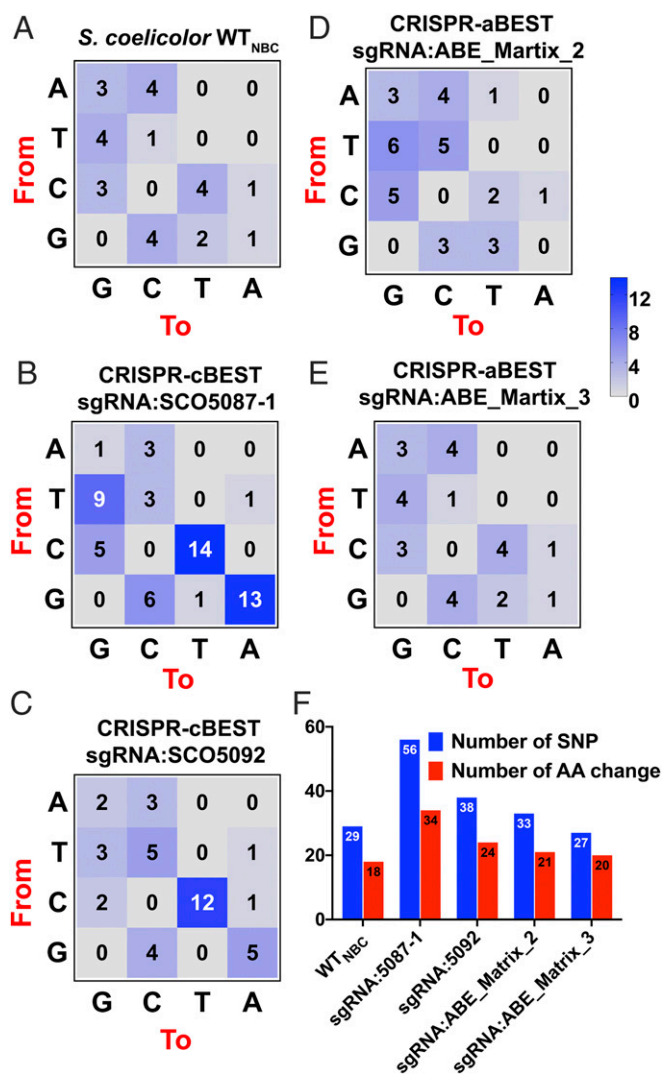 A
S. coelicolor WT NBC
A 3 4 0 0
T 4 1 0 0
C 3 0 4 1
G 0 4 2 1
G C T A
From
To
B
CRISPR-cBEST
sgRNA:SCO5087-1
A 1 3 0 0
T 9 3 0 1
C 5 0 14 0
G 0 6 1 13
G C T A
From
To
C
CRISPR-cBEST
sgRNA:SCO5092
A 2 3 0 0
T 3 5 0 1
C 2 0 12 1
G 0 4 0 5
G C T A
From
To
D
CRISPR-aBEST
sgRNA:ABE_Martix_2
A 3 4 1 0
T 6 5 0 0
C 5 0 2 1
G 0 3 3 0
G C T A
From
To
12
8
4
0
E
CRISPR-aBEST
sgRNA:ABE_Martix_3
A 3 4 0 0
T 4 1 0 0
C 3 0 4 1
G 0 4 2 1
G C T A
From
To
F
60
40
20
0
Number of SNP
Number of AA change
29 18
56 34
38 24
33 21
27 20
WT NBC
sgRNA:5087-1
sgRNA:5092
sgRNA:ABE_Matrix_2
sgRNA:ABE_Matrix_3